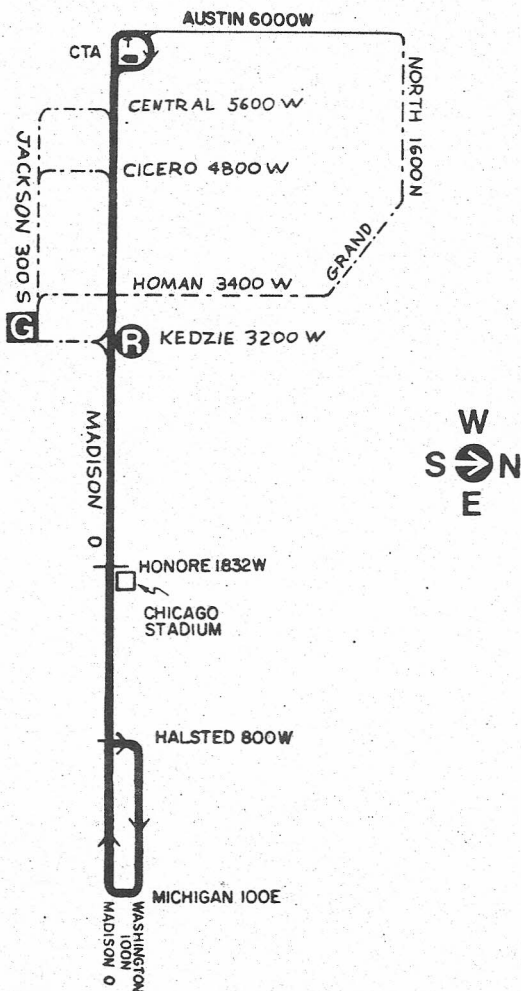 AUSTIN 6000W
CTA
NORTH 1600N
CENTRAL 5600 W
JACKSON 300 S
CICERO 4800 W
GRAND
HOMAN 3400 W
G
R
KEDZIE 3200 W
MADISON 0
W
S N
E
HONORE 1832W
CHICAGO
STADIUM
HALSTED 800W
MICHIGAN 100E
WASHINGTON
100N
MADISON 0